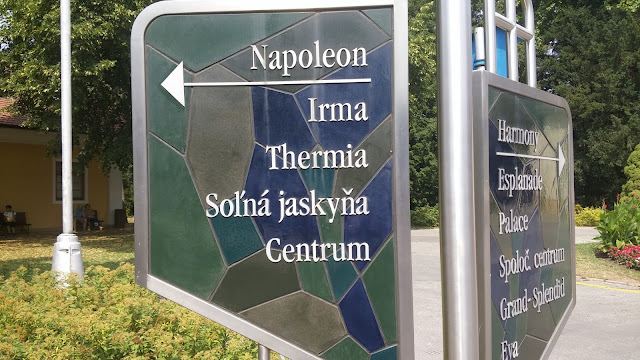 Napoleon
Irma
Thermia
Soľná jaskyňa
Centrum
Harmony
Esplanade
Palace
Spoloč. centrum
Grand- Splendid
Eva